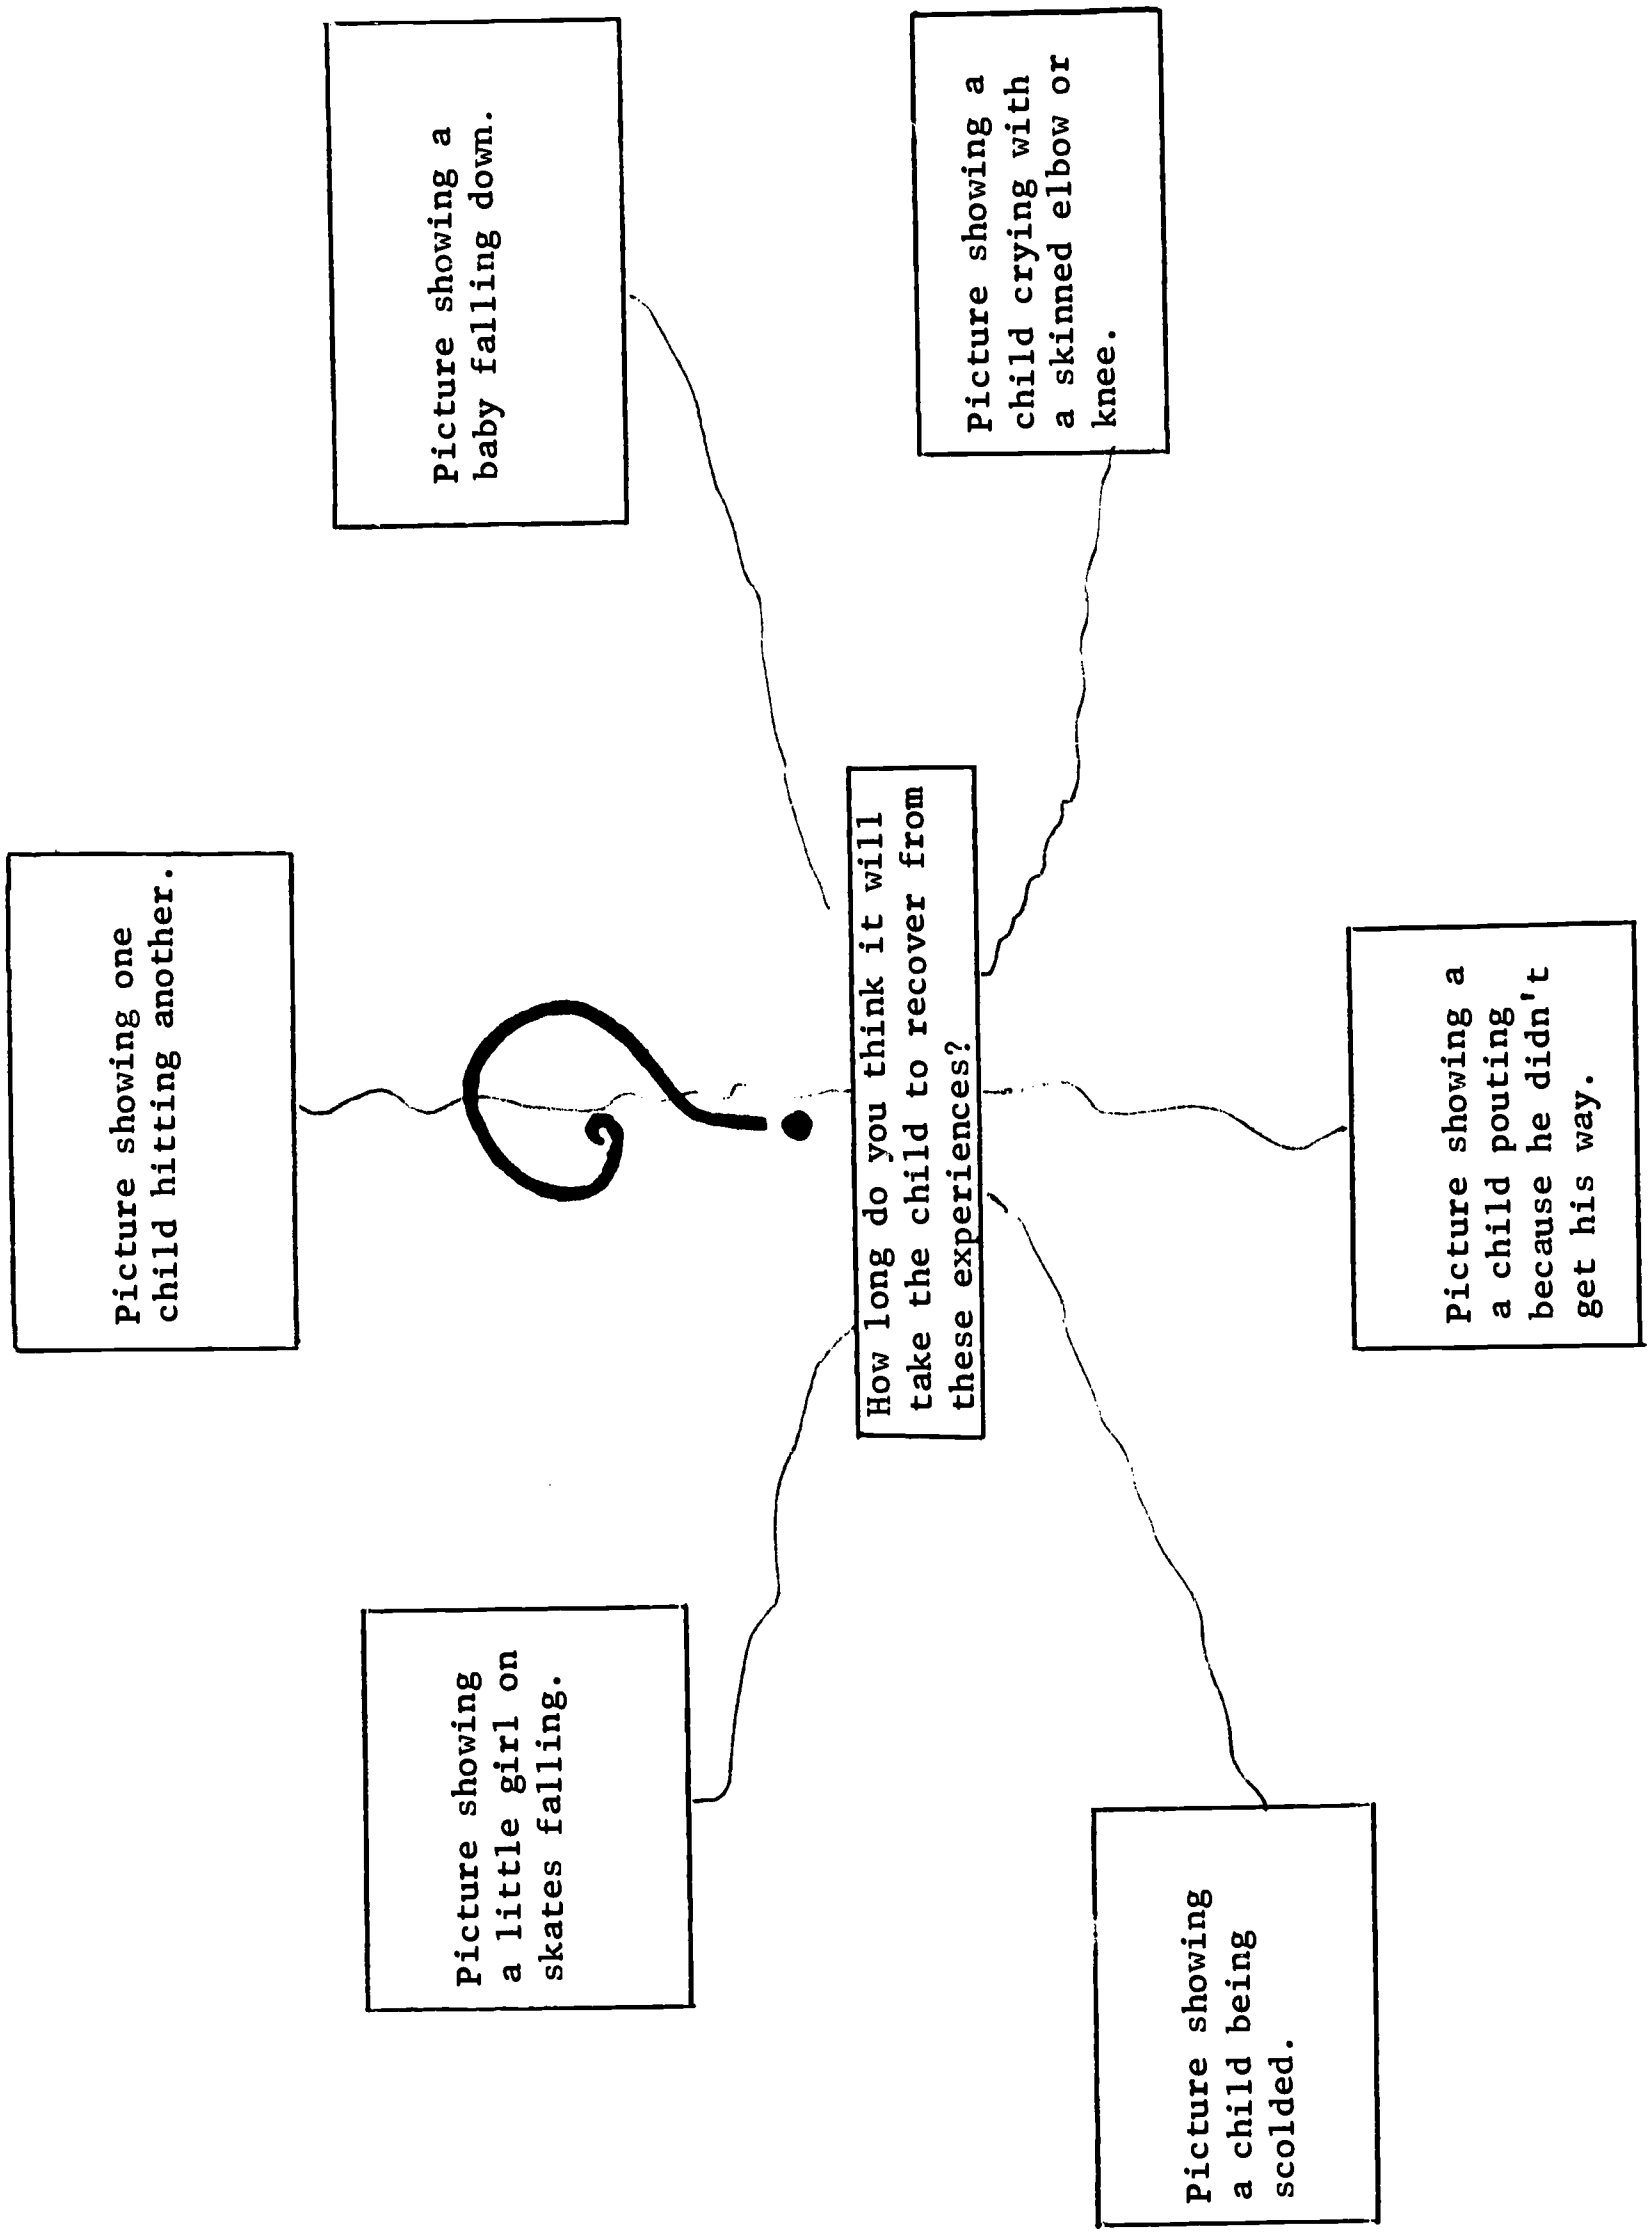 Picture showing one
child hitting another.
Picture showing
a little girl on
skates falling.
Picture showing a
baby falling down.
?
How long do you think it will
take the child to recover from
these experiences?
Picture showing a
child crying with
a skinned elbow or
knee.
Picture showing
a child being
scolded.
Picture showing a
a child pouting
because he didn't
get his way.